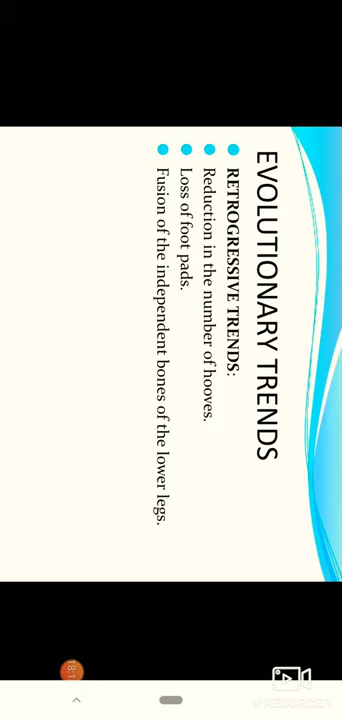 EVOLUTIONARY TRENDS
RETROGRESSIVE TRENDS:
Reduction in the number of hooves.
Loss of foot pads.
Fusion of the independent bones of the lower legs.
V RECORDER